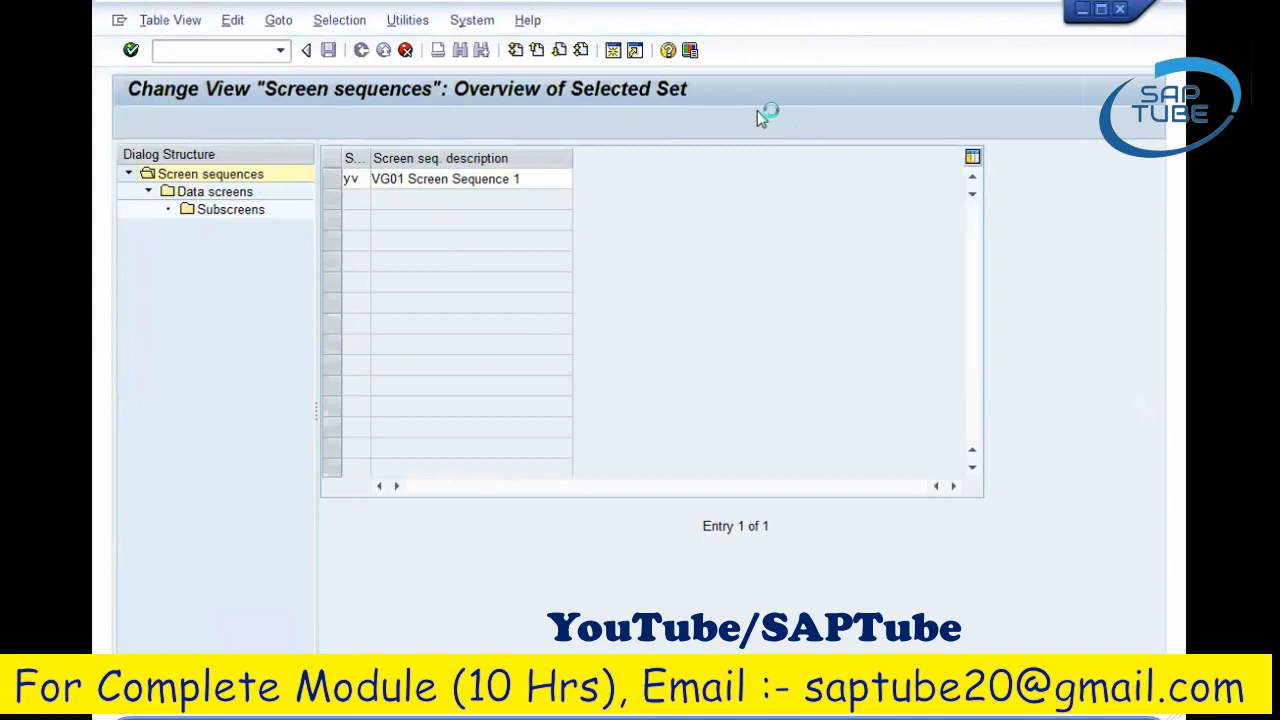 Table View Edit Goto Selection Utilities System Help
Change View "Screen sequences": Overview of Selected Set
SAP
TUBE
Dialog Structure
Screen sequences
Data screens
Subscreens
S... Screen seq. description
yv VG01 Screen Sequence 1
Entry 1 of 1
YouTube/SAPTube
For Complete Module (10 Hrs), Email :- saptube20@gmail.com